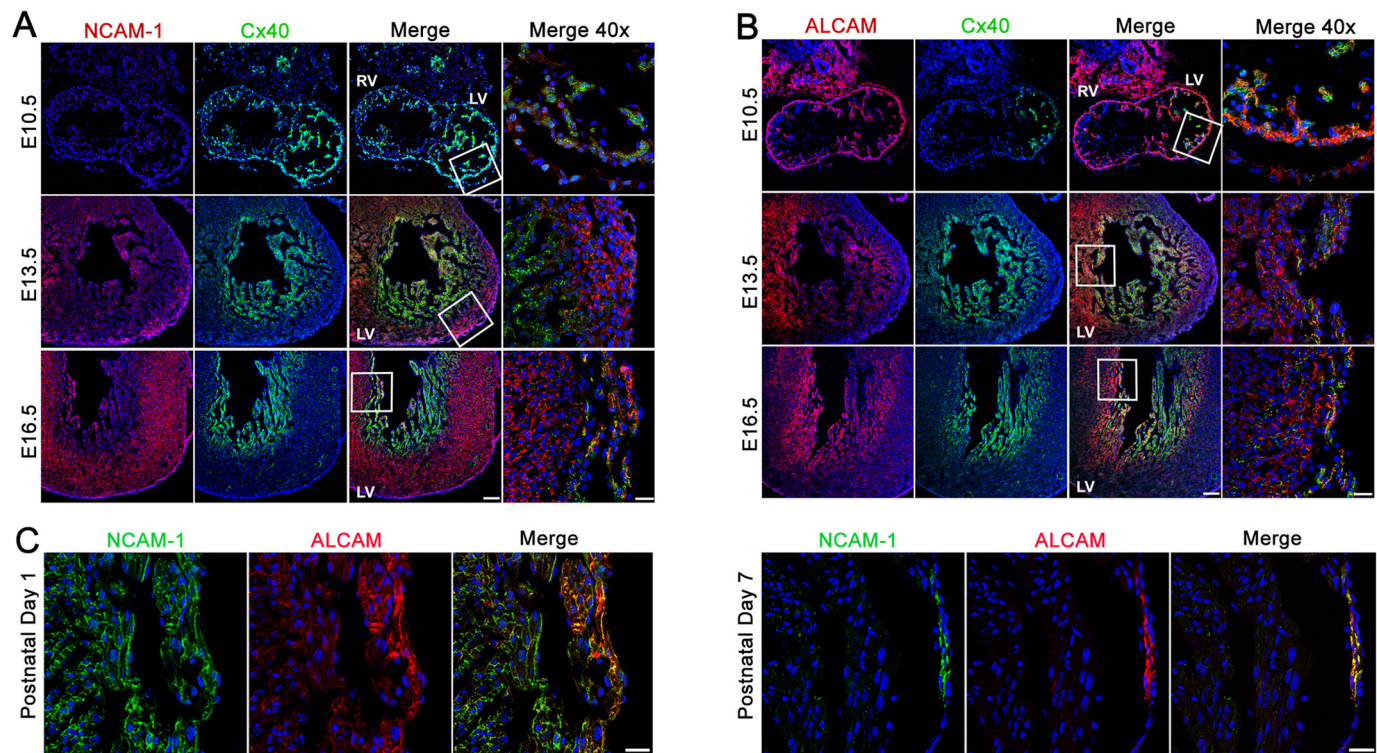 A
NCAM-1 Cx40 Merge Merge 40x
E10.5
RV
LV
E13.5
LV
E16.5
LV
B
ALCAM Cx40 Merge Merge 40x
E10.5
LV
RV
E13.5
LV
E16.5
LV
C
NCAM-1 ALCAM Merge
Postnatal Day 1
NCAM-1 ALCAM Merge
Postnatal Day 7